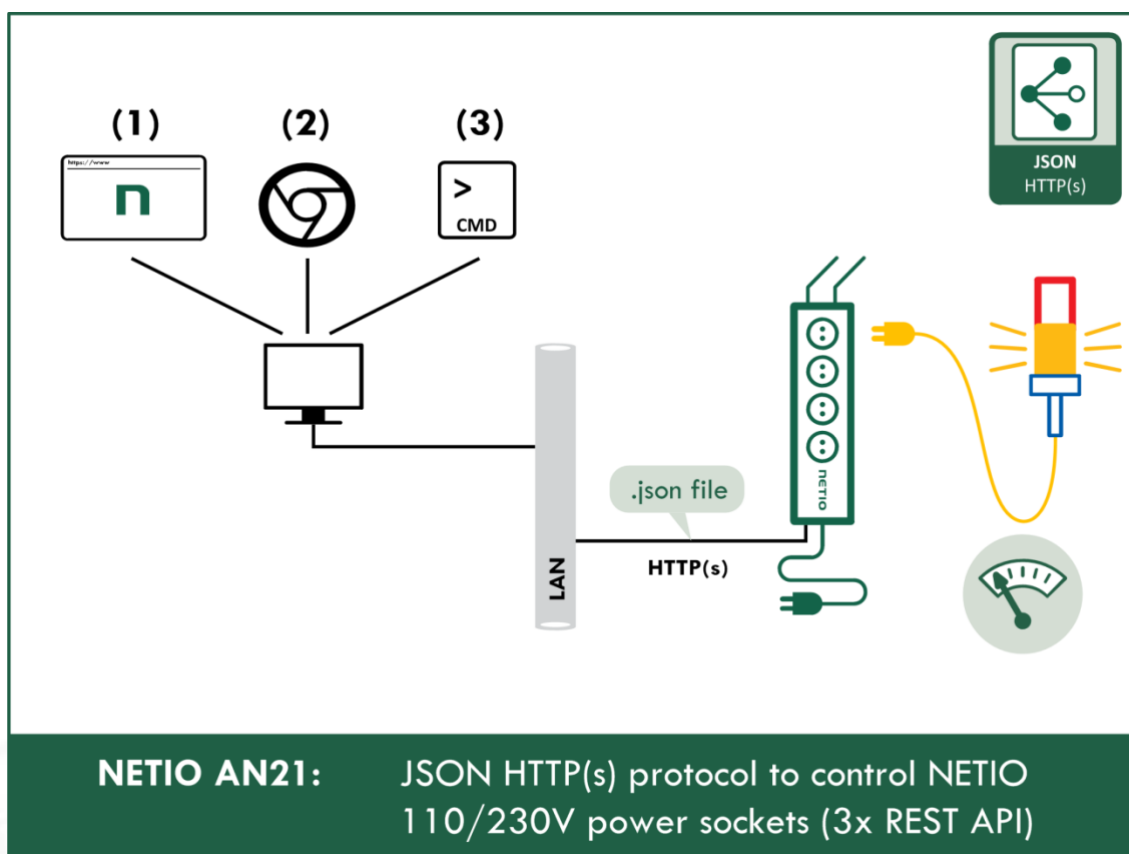 (1)
(2)
(3)
https://www
n
>
CMD
JSON
HTTP(s)
.json file
HTTP(s)
LAN
NETIO
NETIO AN21:
JSON HTTP(s) protocol to control NETIO
110/230V power sockets (3x REST API)